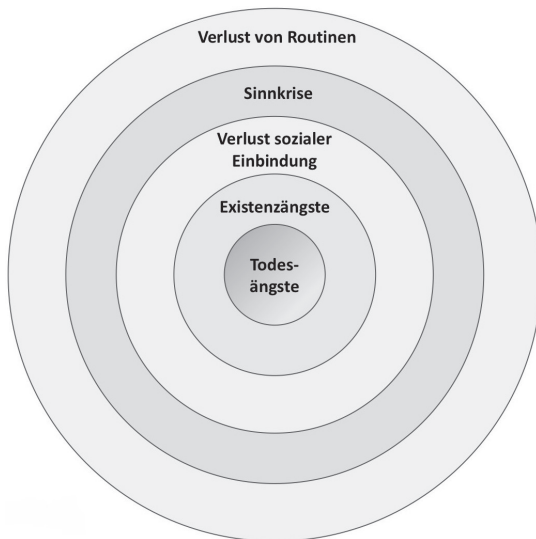 Verlust von Routinen
Sinnkrise
Verlust sozialer
Einbindung
Existenzängste
Todes-
ängste